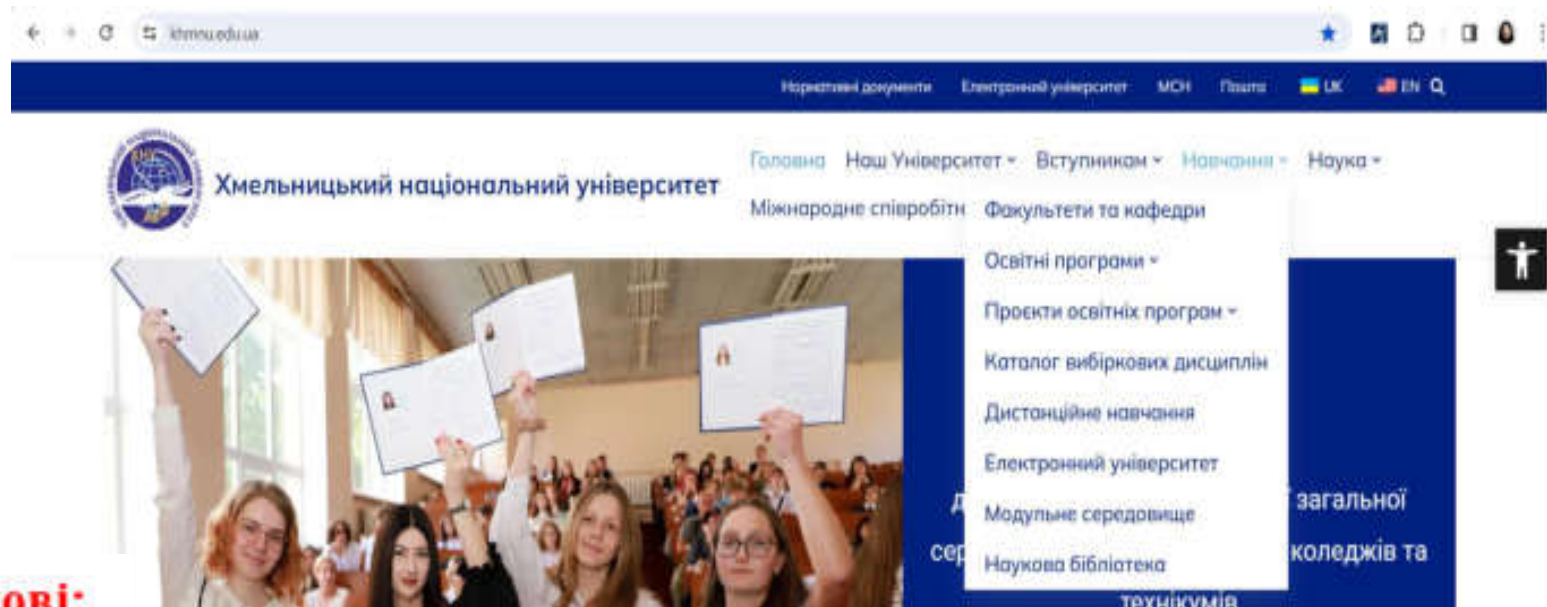 khmnu.edu.ua
Нормативні документи Електронний університет МСН Пошта UK EN
Хмельницький національний університет
Головна Наш Університет Вступникам Навчання Наука
Міжнародне співробітн
Факультети та кафедри
Освітні програми
Проєкти освітніх програм
Каталог вибіркових дисциплін
Дистанційне навчання
Електронний університет
Модульне середовище
Наукова бібліотека
загальної
коледжів та
технікумів
ові: